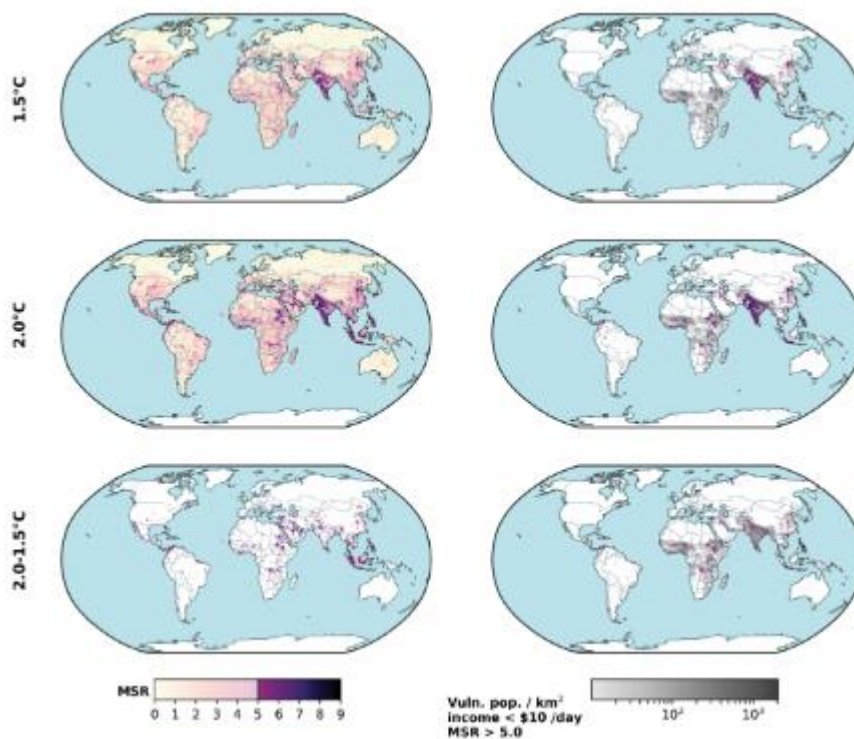 1.5°C
2.0°C
2.0-1.5°C
MSR
0 1 2 3 4 5 6 7 8 9
Vuln. pop. / km²
income < $10 /day
MSR > 5.0
10² 10³